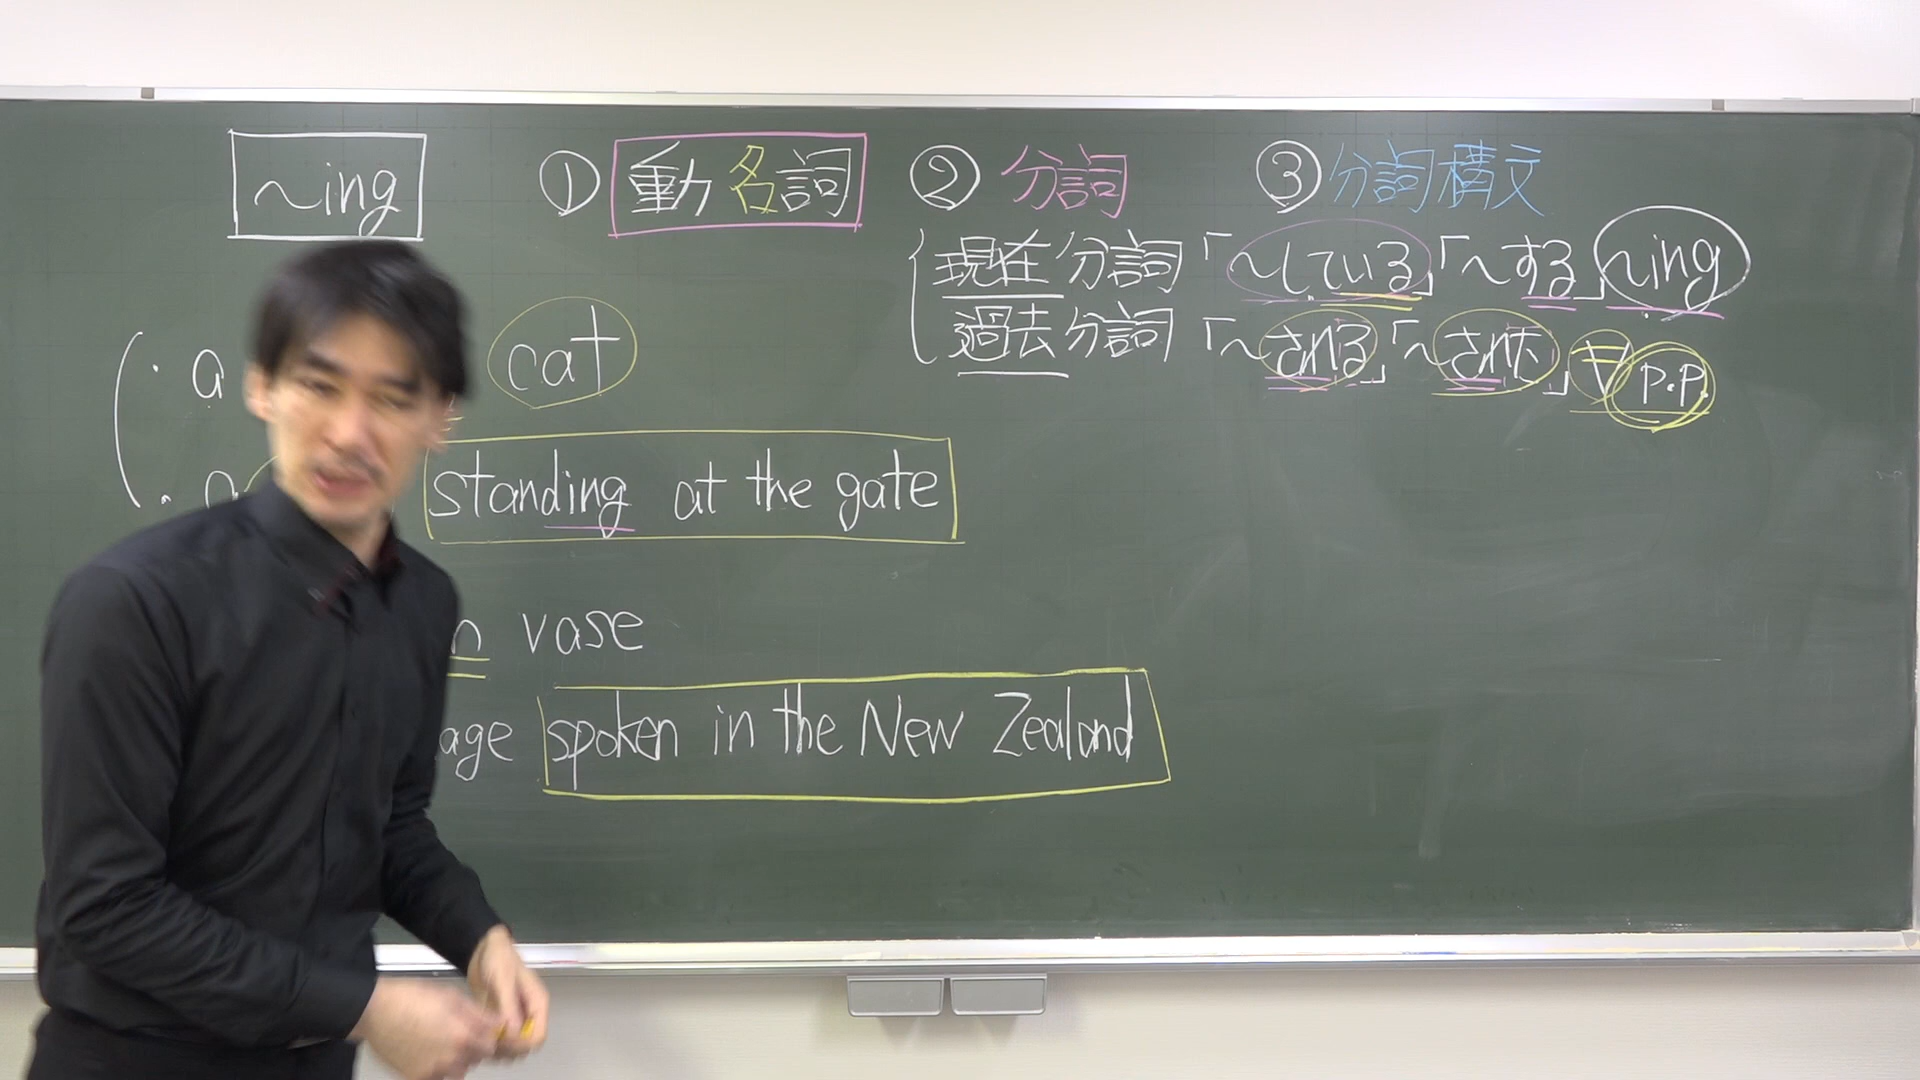 ~ing ① 動名詞 ② 分詞 ③ 分詞構文
現在分詞「~している」「~する」~ing
過去分詞「~される」「~された」 p.p.
・a cat
・a standing at the gate
n vase
age spoken in the New Zealand